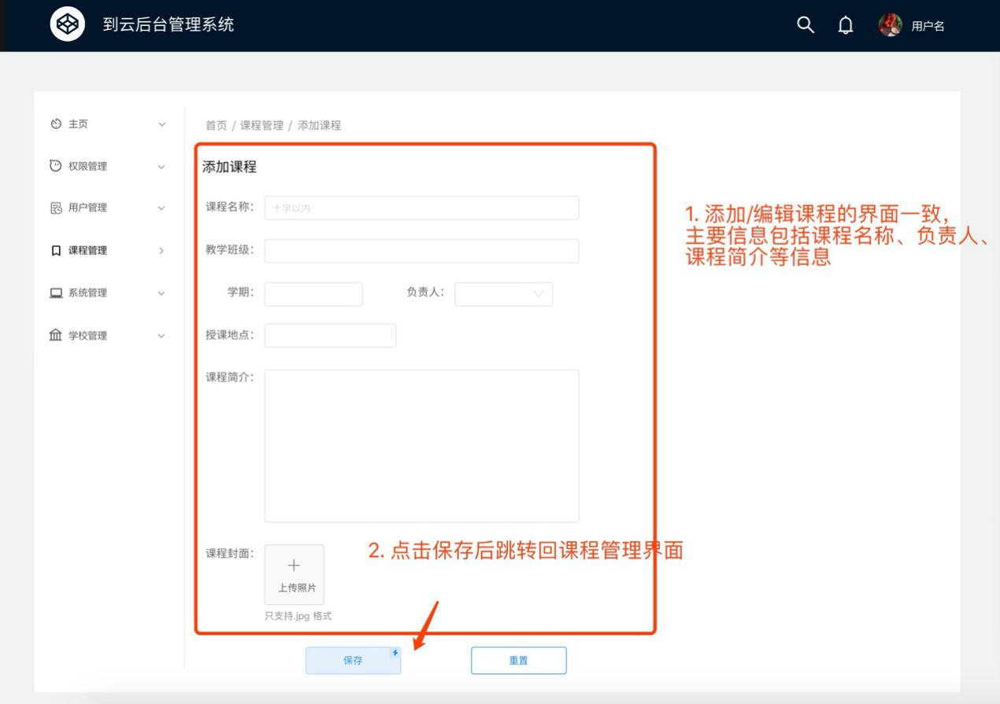 到云后台管理系统
用户名
主页
权限管理
用户管理
课程管理
系统管理
学校管理
首页 / 课程管理 / 添加课程
添加课程
课程名称： 十字以内
教学班级：
学期： 负责人：
授课地点：
课程简介：
课程封面：
上传照片
只支持.jpg 格式
保存 重置
1. 添加/编辑课程的界面一致，
主要信息包括课程名称、负责人、
课程简介等信息
2. 点击保存后跳转回课程管理界面